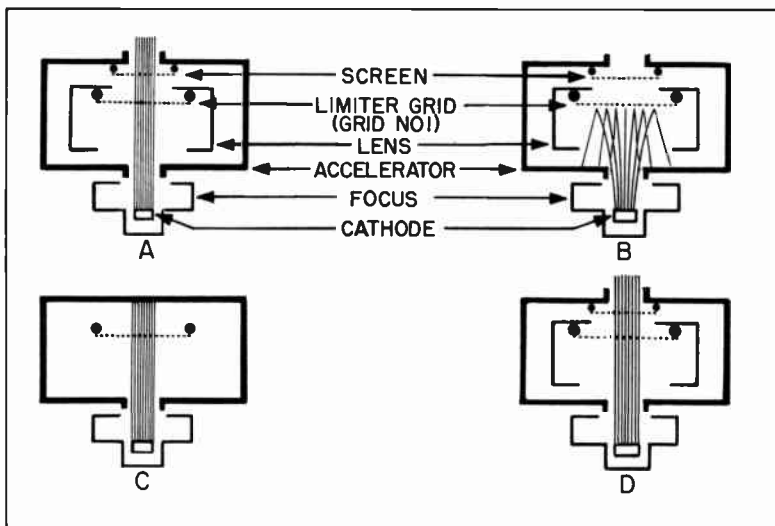 SCREEN
LIMITER GRID
(GRID NO1)
LENS
ACCELERATOR
FOCUS
CATHODE
A
B
C
D